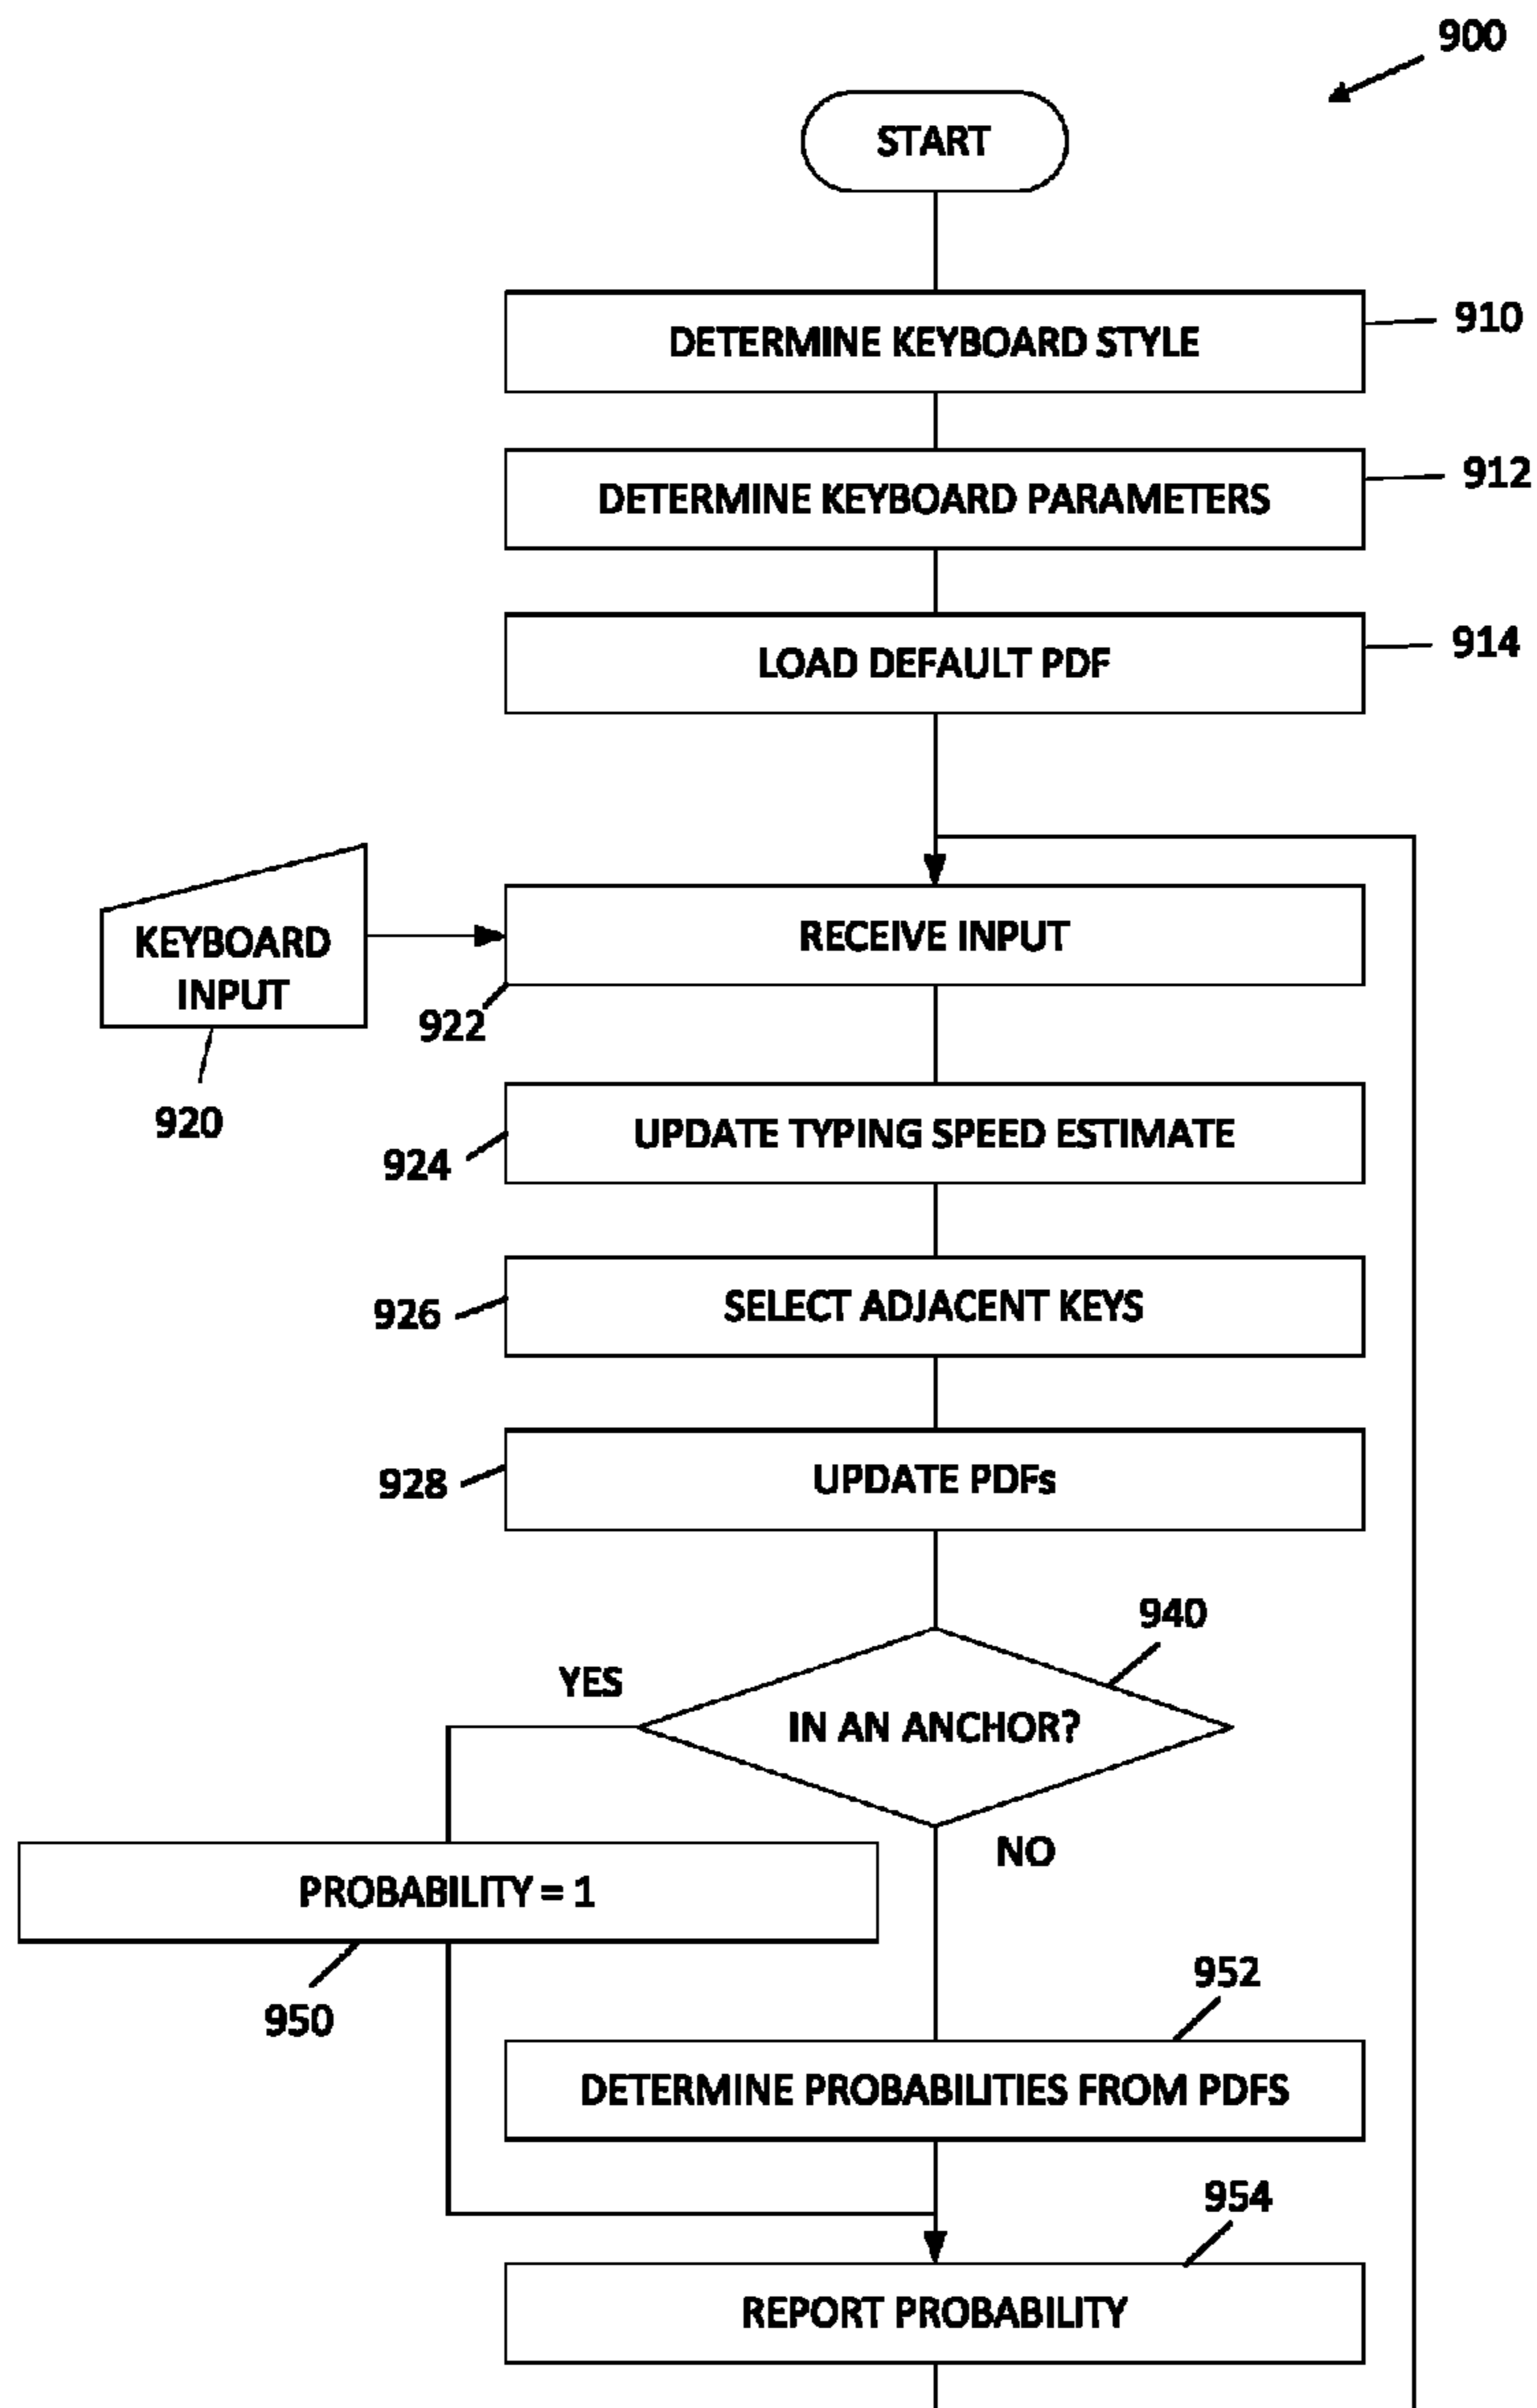 900
START
DETERMINE KEYBOARD STYLE
910
DETERMINE KEYBOARD PARAMETERS
912
LOAD DEFAULT PDF
914
KEYBOARD
INPUT
920
RECEIVE INPUT
922
UPDATE TYPING SPEED ESTIMATE
924
SELECT ADJACENT KEYS
926
UPDATE PDFs
928
940
YES
IN AN ANCHOR?
NO
PROBABILITY = 1
950
952
DETERMINE PROBABILITIES FROM PDFS
954
REPORT PROBABILITY